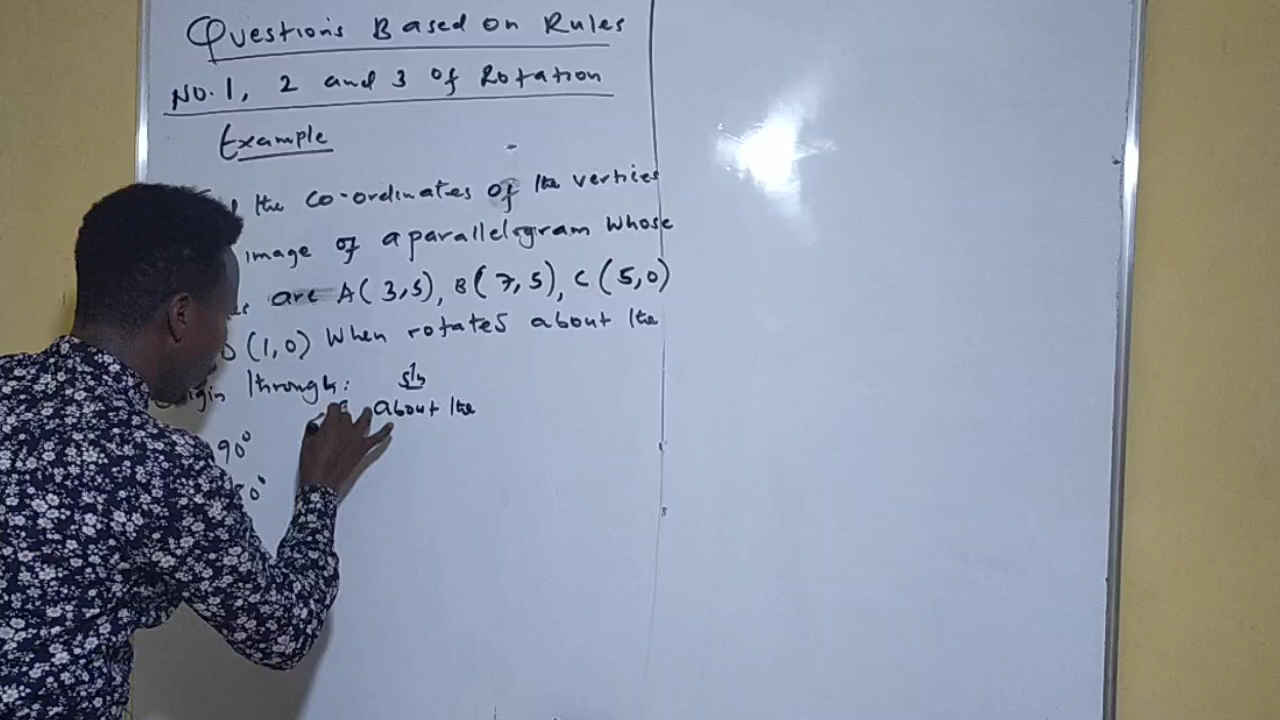 Questions Based on Rules
No. 1, 2 and 3 of Rotation
Example
the co-ordinates of the vertices
image of a parallelogram whose
are A(3,5), B(7,5), C(5,0)
D(1,0) When rotates about the
through: sln
about the
90°